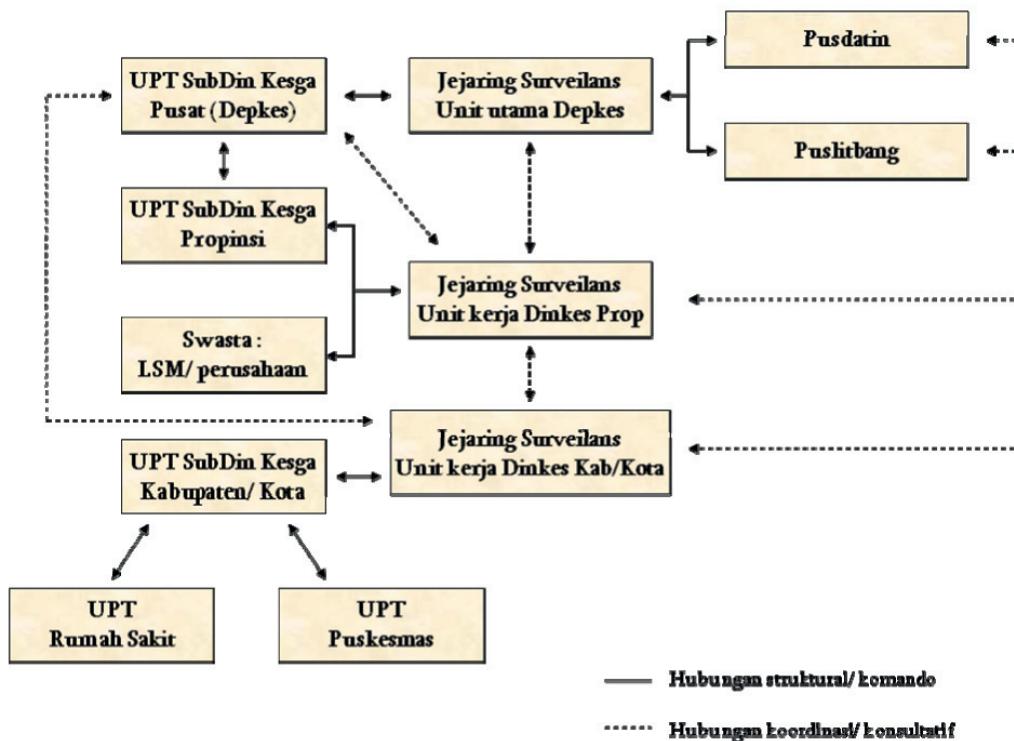 Pusdatin
UPT SubDin Kesga
Pusat (Depkes)
Jejaring Surveilans
Unit utama Depkes
Puslitbang
UPT SubDin Kesga
Propinsi
Jejaring Surveilans
Unit kerja Dinkes Prop
Swasta :
LSM/ perusahaan
Jejaring Surveilans
Unit kerja Dinkes Kab/Kota
UPT SubDin Kesga
Kabupaten/ Kota
UPT
Rumah Sakit
UPT
Puskesmas
Hubungan struktural/ komando
Hubungan koordinasi/ konsultatif